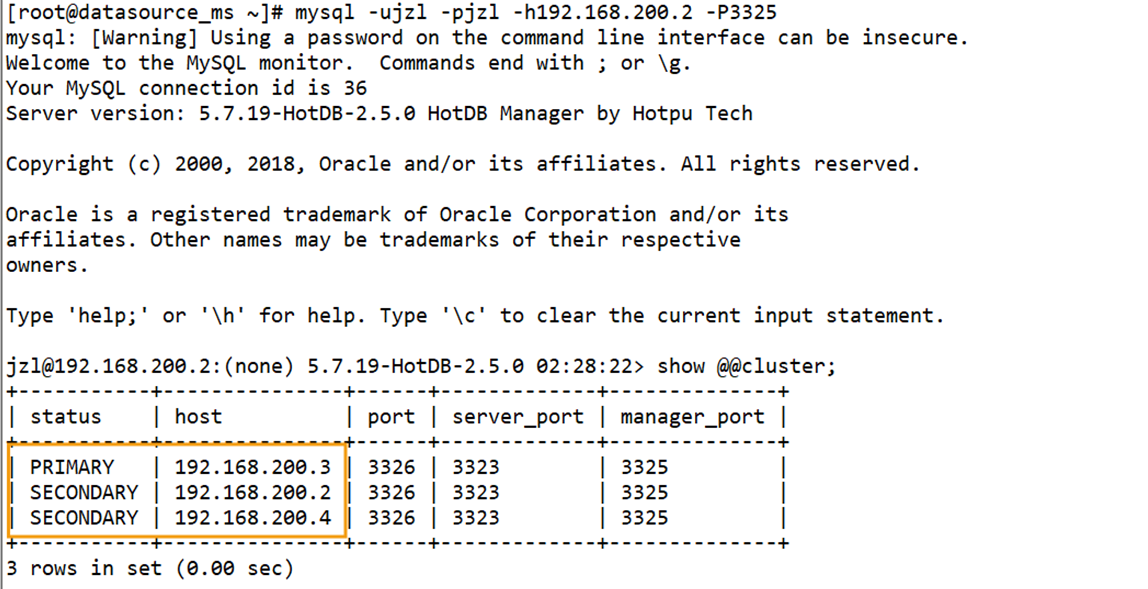 [root@datasource_ms ~]# mysql -ujzl -pjzl -h192.168.200.2 -P3325
mysql: [Warning] Using a password on the command line interface can be insecure.
Welcome to the MySQL monitor.  Commands end with ; or \g.
Your MySQL connection id is 36
Server version: 5.7.19-HotDB-2.5.0 HotDB Manager by Hotpu Tech
Copyright (c) 2000, 2018, Oracle and/or its affiliates. All rights reserved.
Oracle is a registered trademark of Oracle Corporation and/or its
affiliates. Other names may be trademarks of their respective
owners.
Type 'help;' or '\h' for help. Type '\c' to clear the current input statement.
jzl@192.168.200.2:(none) 5.7.19-HotDB-2.5.0 02:28:22> show @@cluster;
+-----------+---------------+------+-------------+--------------+
| status    | host          | port | server_port | manager_port |
+-----------+---------------+------+-------------+--------------+
| PRIMARY   | 192.168.200.3 | 3326 | 3323        | 3325         |
| SECONDARY | 192.168.200.2 | 3326 | 3323        | 3325         |
| SECONDARY | 192.168.200.4 | 3326 | 3323        | 3325         |
+-----------+---------------+------+-------------+--------------+
3 rows in set (0.00 sec)